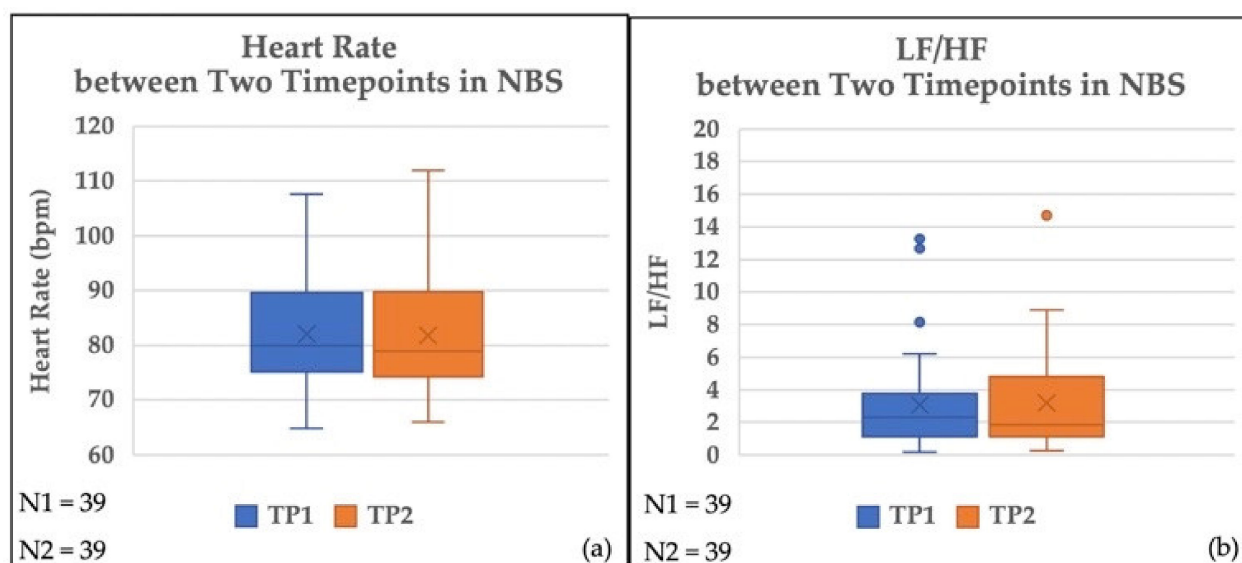 Heart Rate
between Two Timepoints in NBS
Heart Rate (bpm)
120
110
100
90
80
70
60
N1 = 39
TP1 TP2
N2 = 39
(a)
LF/HF
between Two Timepoints in NBS
LF/HF
20
18
16
14
12
10
8
6
4
2
0
N1 = 39
TP1 TP2
N2 = 39
(b)